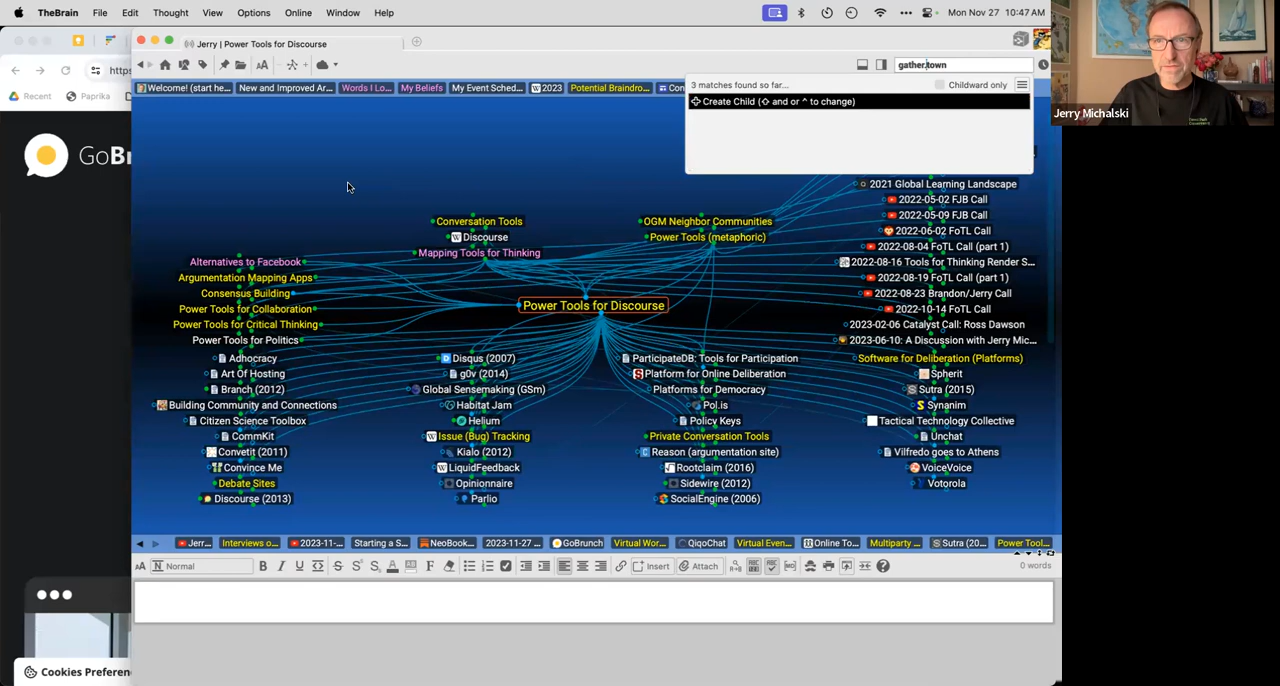 TheBrain File Edit Thought View Options Online Window Help
Mon Nov 27 10:47 AM
Jerry | Power Tools for Discourse
gather.town
https
Recent
Paprika
Welcome! (start he...
New and Improved Ar...
Words I Lo...
My Beliefs
My Event Sched...
2023
Potential Braindro...
Con
3 matches found so far...
Childward only
Create Child (⇧ and or ^ to change)
Jerry Michalski
GoBr
Conversation Tools
Discourse
Mapping Tools for Thinking
OGM Neighbor Communities
Power Tools (metaphoric)
Alternatives to Facebook
Argumentation Mapping Apps
Consensus Building
Power Tools for Collaboration
Power Tools for Critical Thinking
Power Tools for Politics
Power Tools for Discourse
2021 Global Learning Landscape
2022-05-02 FJB Call
2022-05-09 FJB Call
2022-06-02 FoTL Call
2022-08-04 FoTL Call (part 1)
2022-08-16 Tools for Thinking Render S...
2022-08-19 FoTL Call (part 1)
2022-08-23 Brandon/Jerry Call
2022-10-14 FoTL Call
2023-02-06 Catalyst Call: Ross Dawson
2023-06-10: A Discussion with Jerry Mic...
Adhocracy
Art Of Hosting
Branch (2012)
Building Community and Connections
Citizen Science Toolbox
CommKit
Convetit (2011)
Convince Me
Debate Sites
Discourse (2013)
Disqus (2007)
g0v (2014)
Global Sensemaking (GSm)
Habitat Jam
Helium
Issue (Bug) Tracking
Kialo (2012)
LiquidFeedback
Opinionnaire
Parlio
ParticipateDB: Tools for Participation
Platform for Online Deliberation
Platforms for Democracy
Pol.is
Policy Keys
Private Conversation Tools
Reason (argumentation site)
Rootclaim (2016)
Sidewire (2012)
SocialEngine (2006)
Software for Deliberation (Platforms)
Spherit
Sutra (2015)
Synanim
Tactical Technology Collective
Unchat
Vilfredo goes to Athens
VoiceVoice
Votorola
Jerr...
Interviews o...
2023-11-...
Starting a S...
NeoBook...
2023-11-27 ...
GoBrunch
Virtual Wor...
QiqoChat
Virtual Even...
Online To...
Multiparty ...
Sutra (20...
Power Tool...
Normal
Insert
Attach
0 words
Cookies Preferen